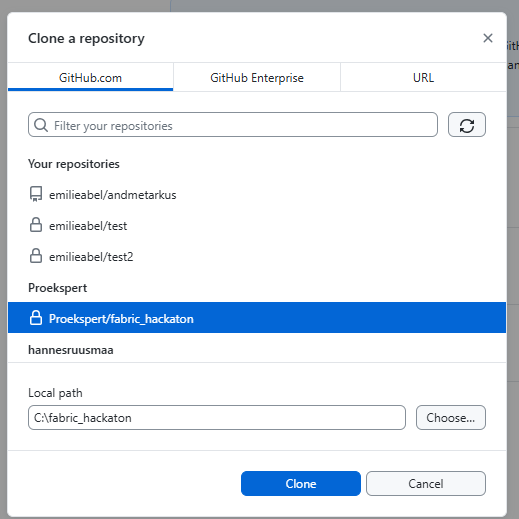 Clone a repository
GitHub.com
GitHub Enterprise
URL
Filter your repositories
Your repositories
emilieabel/andmetarkus
emilieabel/test
emilieabel/test2
Proekspert
Proekspert/fabric_hackaton
hannesruusmaa
Local path
C:\fabric_hackaton
Choose...
Clone
Cancel